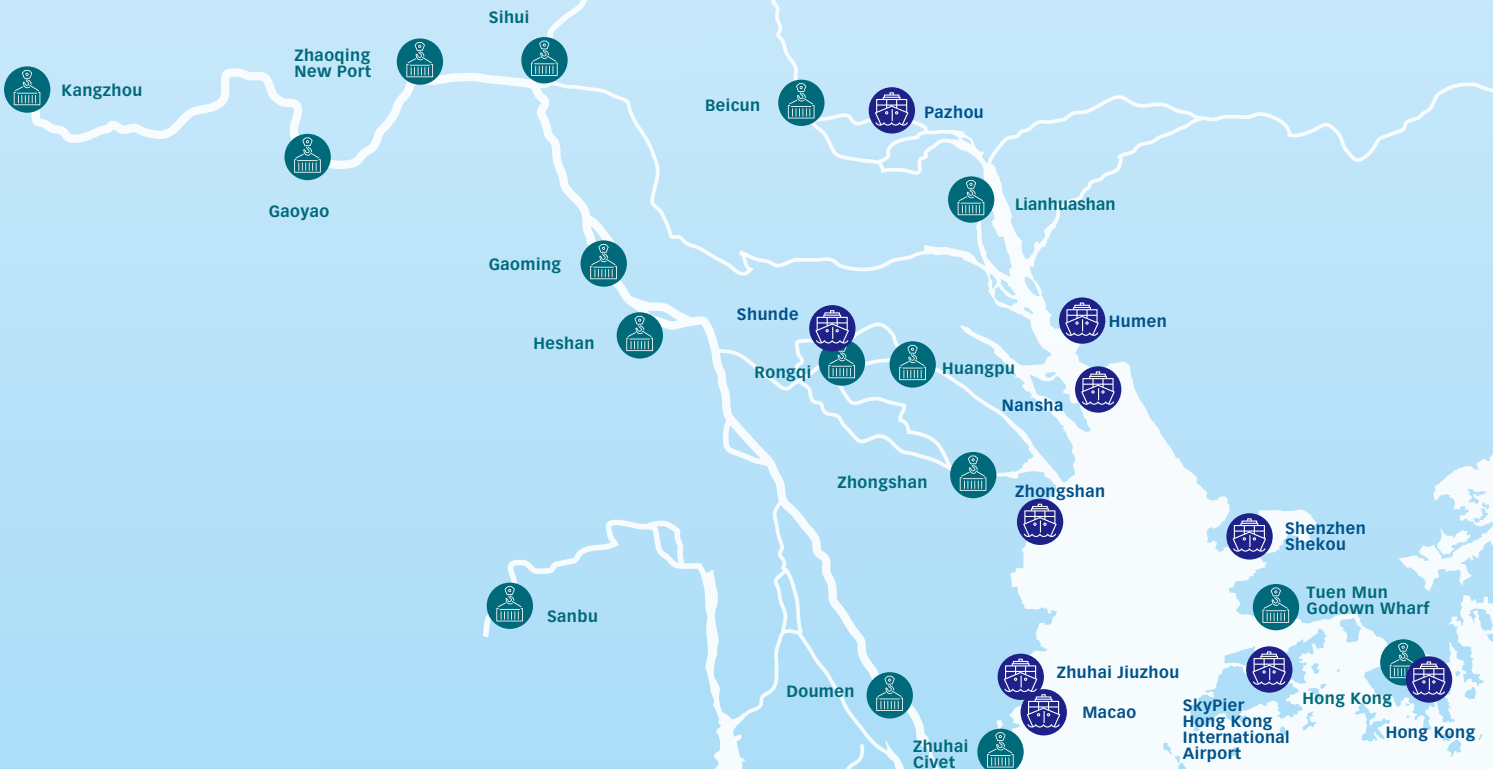 Sihui
Zhaoqing
New Port
Kangzhou
Beicun
Pazhou
Gaoyao
Lianhuashan
Gaoming
Shunde
Humen
Heshan
Rongqi
Huangpu
Nansha
Zhongshan
Zhongshan
Shenzhen
Shekou
Tuen Mun
Godown Wharf
Sanbu
Zhuhai Jiuzhou
Doumen
Macao
SkyPier
Hong Kong
International
Airport
Hong Kong
Hong Kong
Zhuhai
Civet